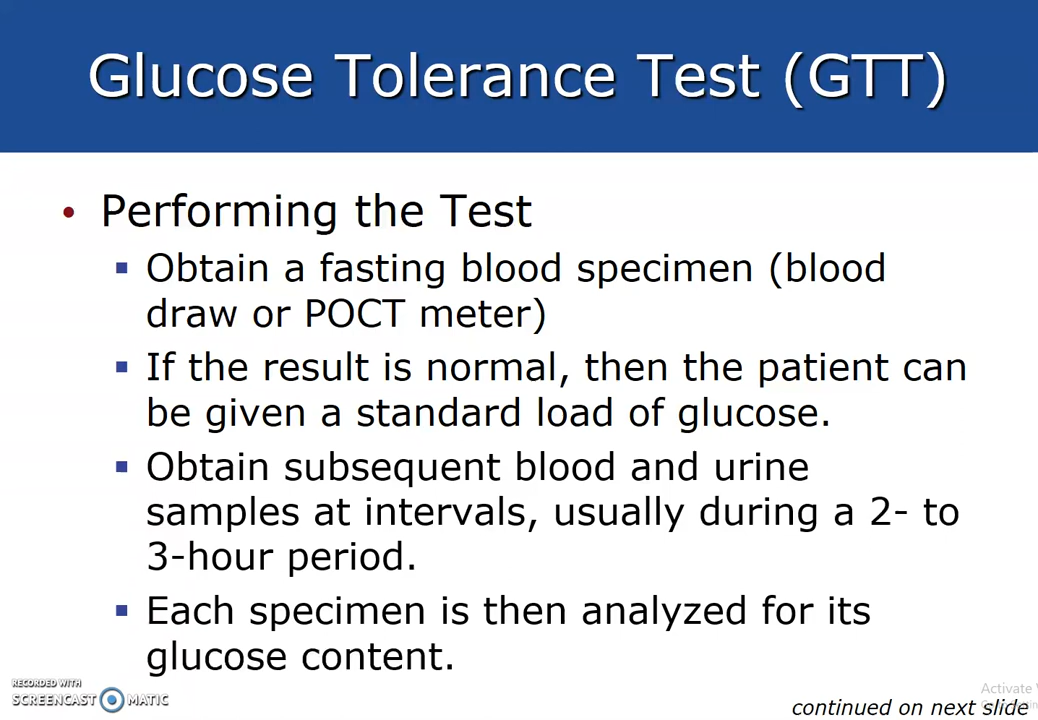 Glucose Tolerance Test (GTT)
• Performing the Test
▪ Obtain a fasting blood specimen (blood
draw or POCT meter)
▪ If the result is normal, then the patient can
be given a standard load of glucose.
▪ Obtain subsequent blood and urine
samples at intervals, usually during a 2- to
3-hour period.
▪ Each specimen is then analyzed for its
glucose content.
RECORDED WITH
SCREENCAST MATIC
Activate
continued on next slide